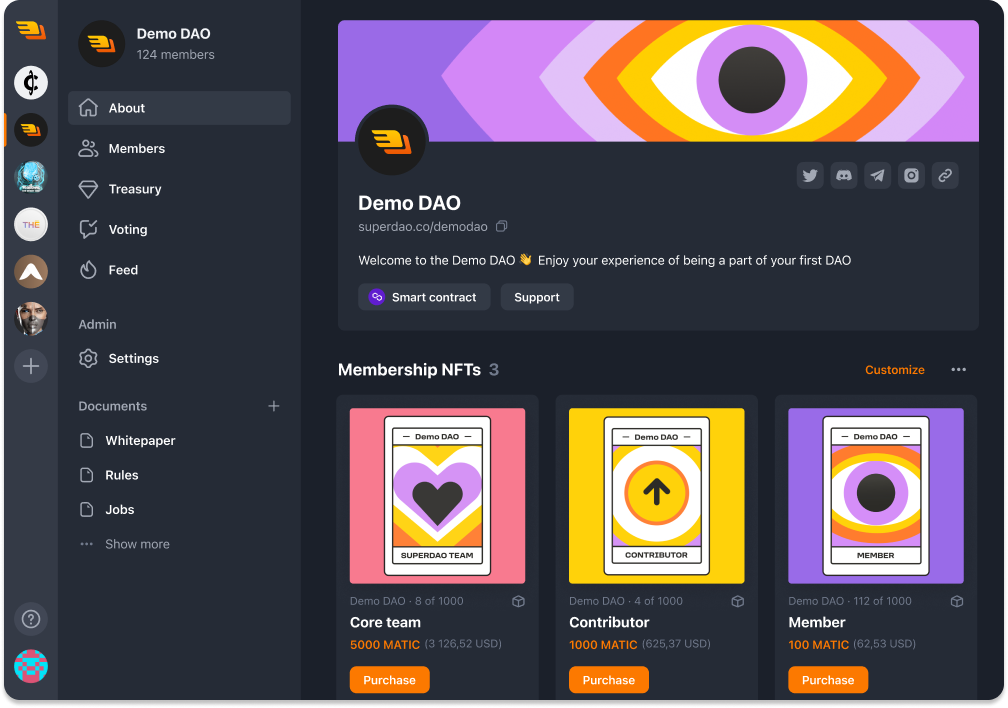 Demo DAO
124 members
About
Members
Treasury
Voting
Feed
Admin
Settings
Documents
Whitepaper
Rules
Jobs
Show more
THE
Demo DAO
superdao.co/demodao
Welcome to the Demo DAO 👋 Enjoy your experience of being a part of your first DAO
Smart contract
Support
Membership NFTs 3
Customize
Demo DAO
SUPERDAO TEAM
Demo DAO · 8 of 1000
Core team
5000 MATIC (3 126,52 USD)
Purchase
Demo DAO
CONTRIBUTOR
Demo DAO · 4 of 1000
Contributor
1000 MATIC (625,37 USD)
Purchase
Demo DAO
MEMBER
Demo DAO · 112 of 1000
Member
100 MATIC (62,53 USD)
Purchase